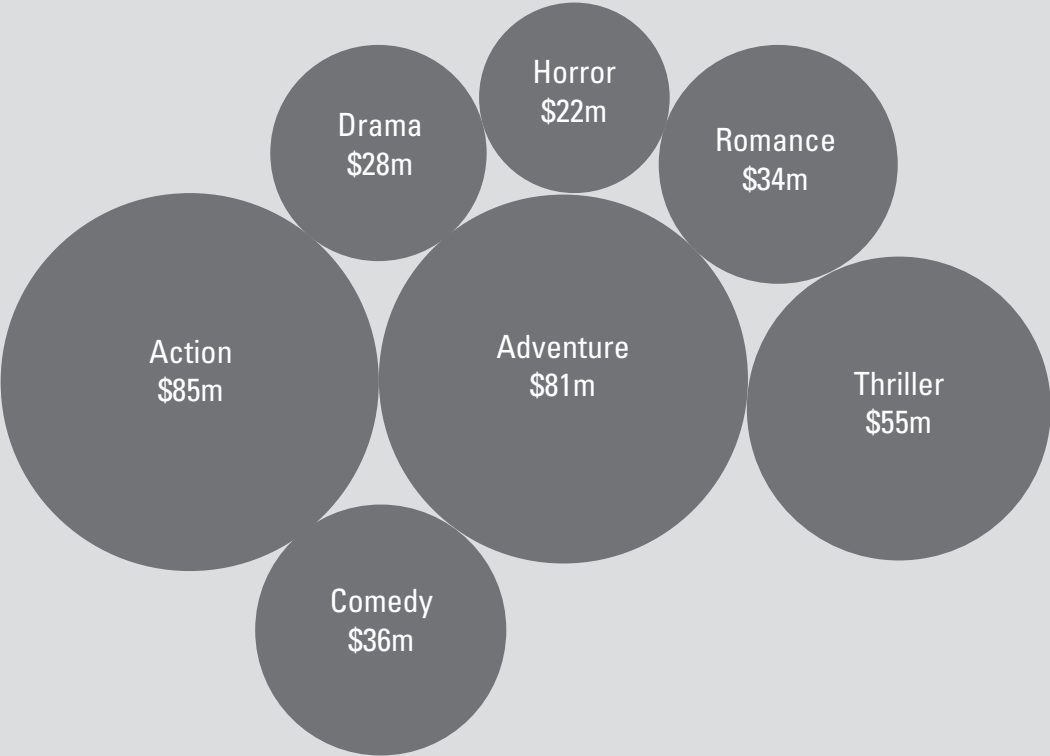 Horror
$22m
Drama
$28m
Romance
$34m
Action
$85m
Adventure
$81m
Thriller
$55m
Comedy
$36m